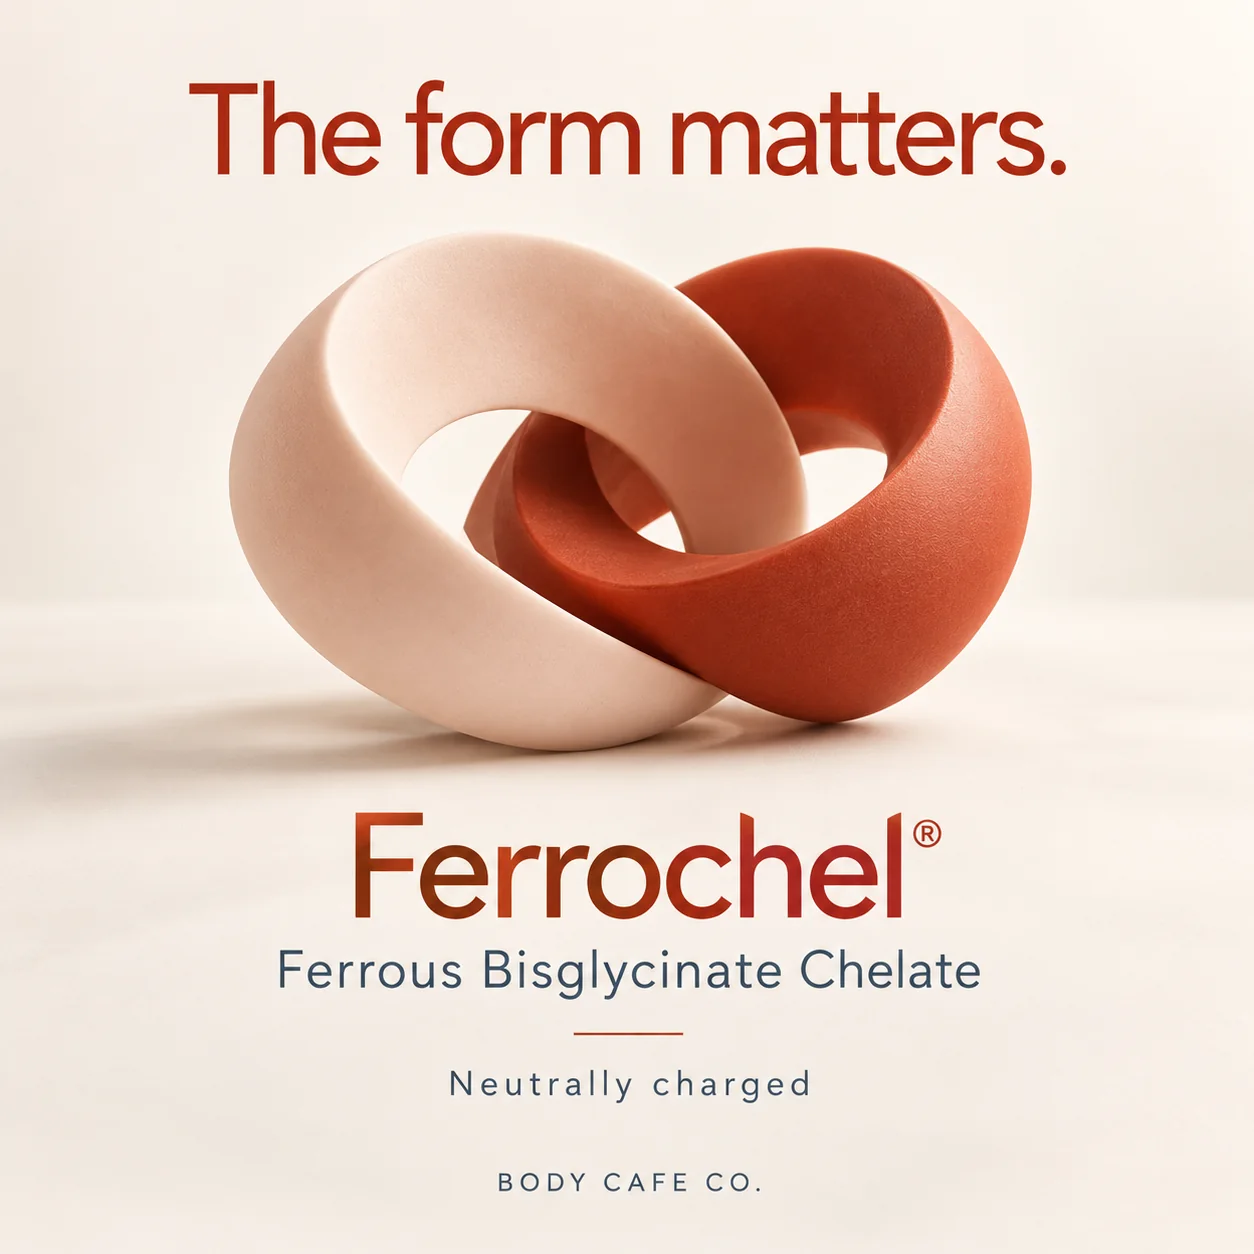 The form matters.
Ferrochel®
Ferrous Bisglycinate Chelate
Neutrally charged
BODY CAFE CO.